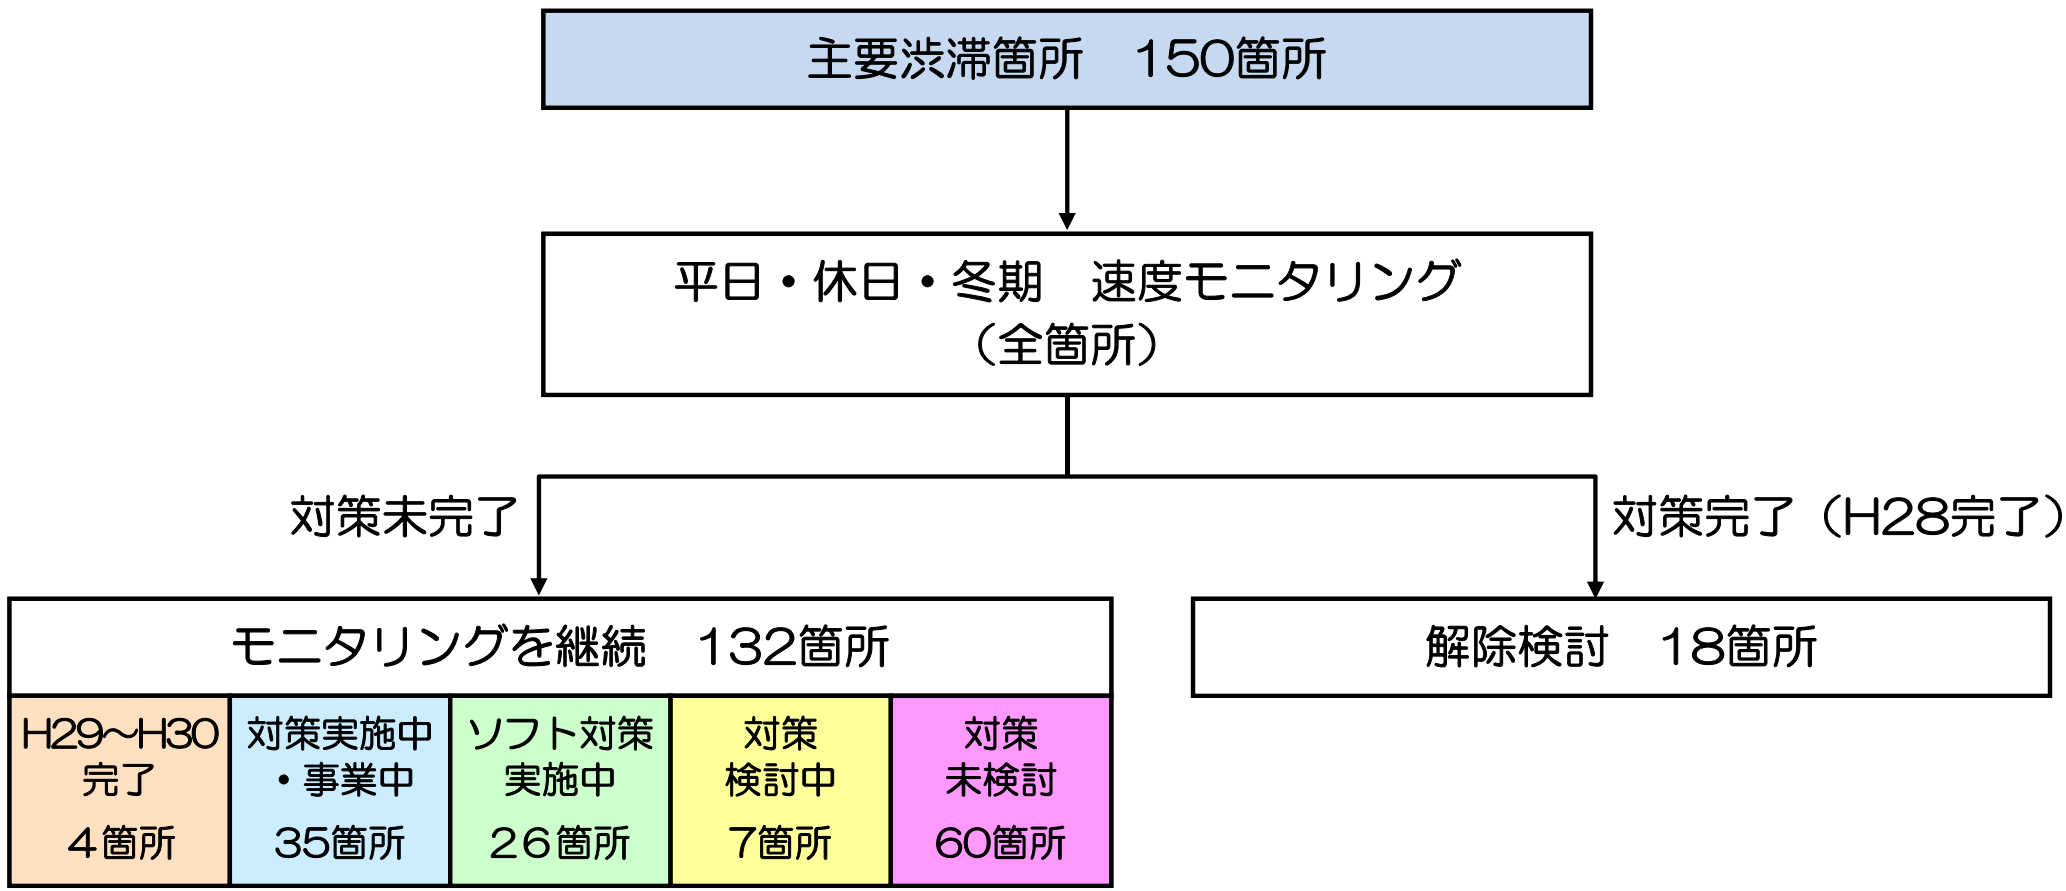 主要渋滞箇所　150箇所
平日・休日・冬期　速度モニタリング
（全箇所）
対策未完了
対策完了（H28完了）
モニタリングを継続　132箇所
解除検討　18箇所
H29～H30
完了
４箇所
対策実施中
・事業中
35箇所
ソフト対策
実施中
２６箇所
対策
検討中
7箇所
対策
未検討
60箇所